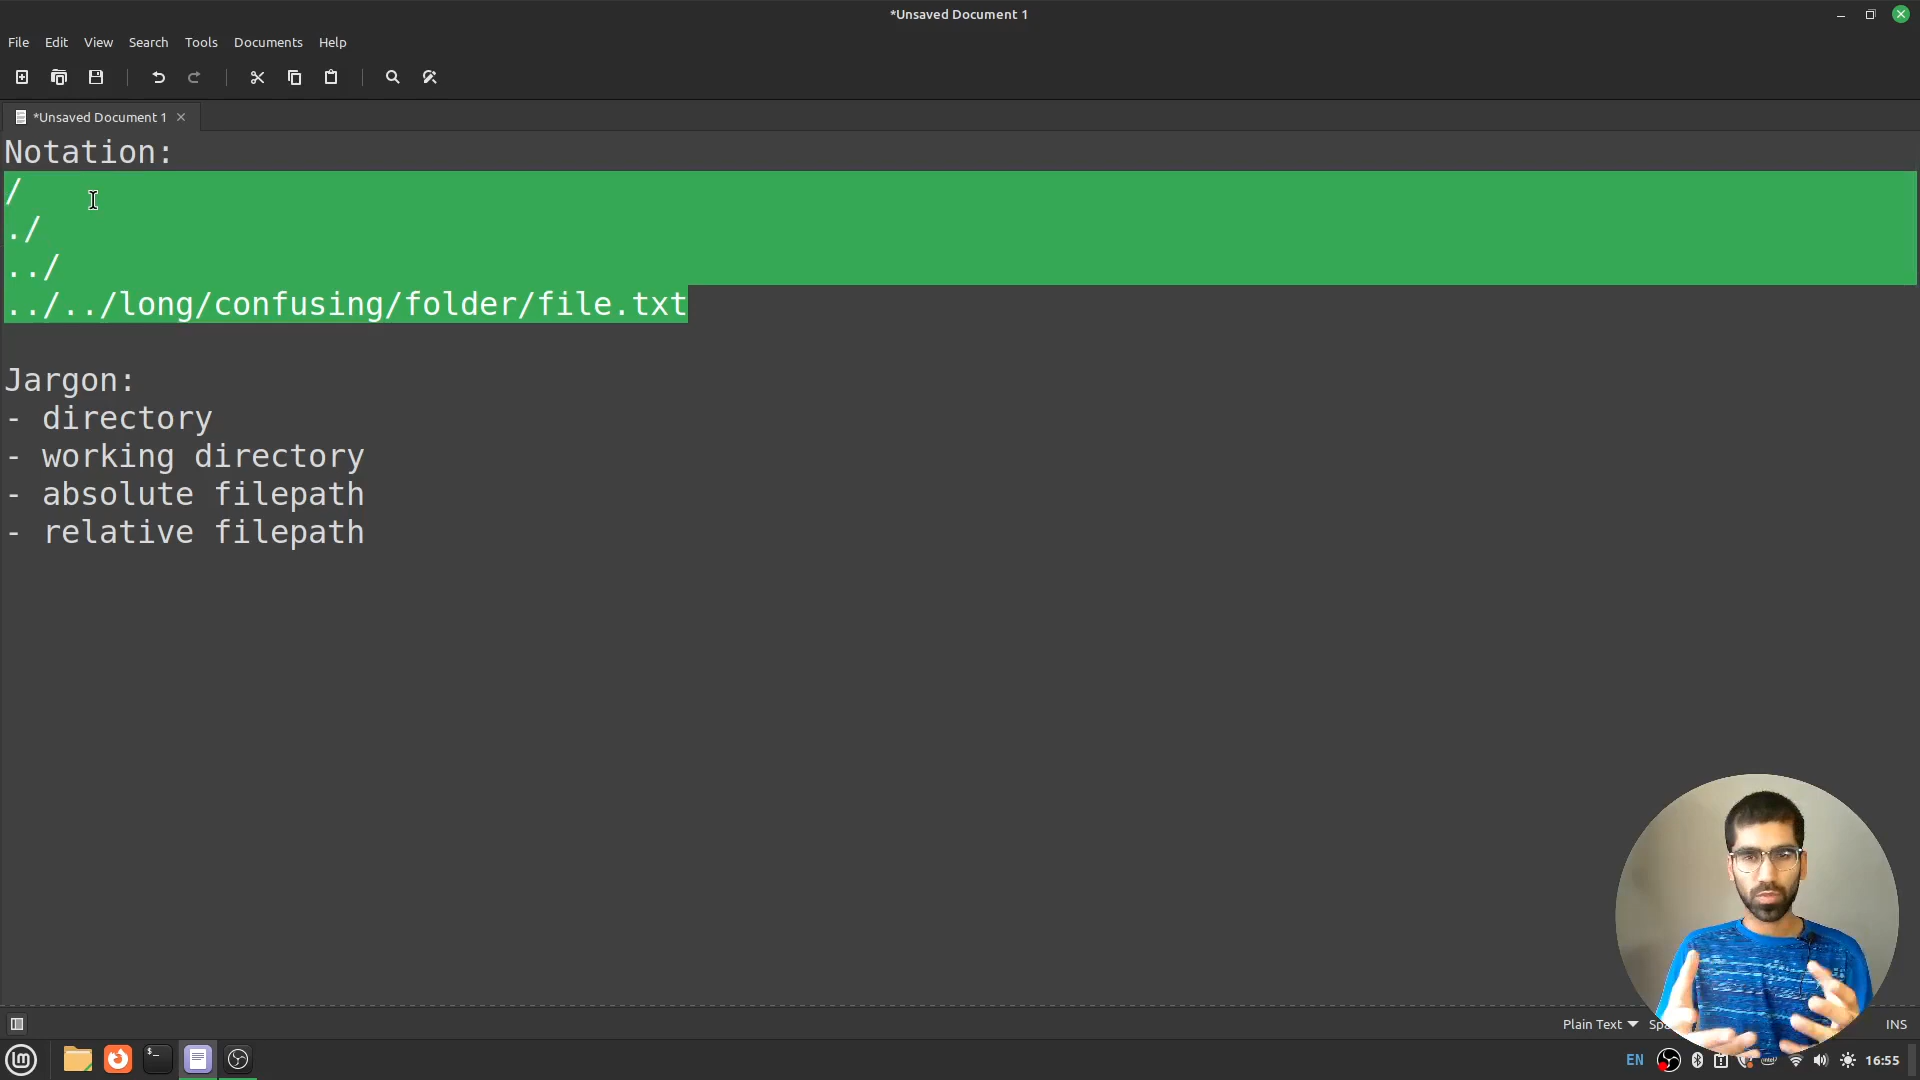 *Unsaved Document 1
File Edit View Search Tools Documents Help
*Unsaved Document 1
Notation:
/
./
../
../../long/confusing/folder/file.txt
Jargon:
- directory
- working directory
- absolute filepath
- relative filepath
Plain Text INS
EN 16:55